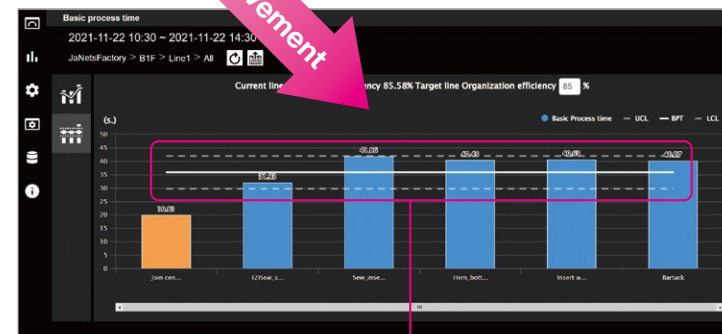 vement
Basic process time
2021-11-22 10:30 ~ 2021-11-22 14:30
JaNetsFactory > B1F > Line1 > All
Current line
ency 85.58% Target line Organization efficiency 85 %
(s.)
Basic Process time
UCL
BPT
LCL
50
45
40
35
30
25
20
15
10
5
0
Join cen...
(2)Sew_s...
Sew_inse...
Hem_bott...
Insert w...
Bartack